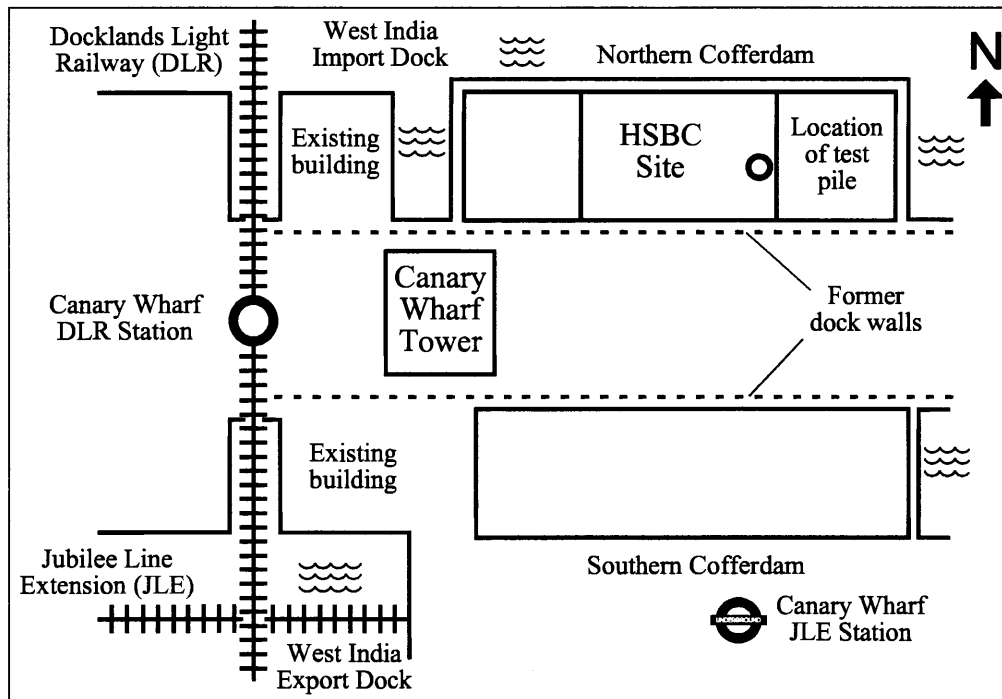 Docklands Light
Railway (DLR)
West India
Import Dock
Northern Cofferdam
N
Existing
building
HSBC
Site
Location
of test
pile
Canary Wharf
DLR Station
Canary
Wharf
Tower
Former
dock walls
Existing
building
Jubilee Line
Extension (JLE)
Southern Cofferdam
UNDERGROUND
Canary Wharf
JLE Station
West India
Export Dock